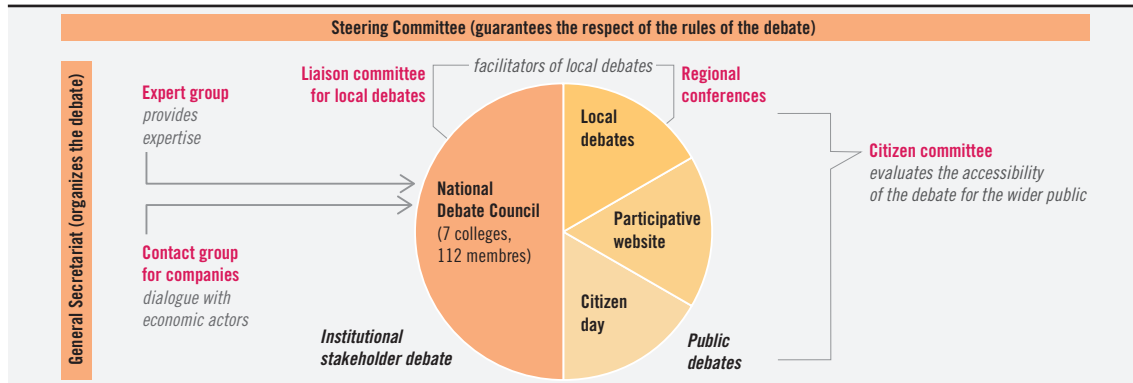 Steering Committee (guarantees the respect of the rules of the debate)
General Secretariat (organizes the debate)
Expert group
provides
expertise
Contact group
for companies
dialogue with
economic actors
Liaison committee
for local debates
facilitators of local debates
Regional
conferences
National
Debate Council
(7 colleges,
112 membres)
Local
debates
Participative
website
Citizen
day
Institutional
stakeholder debate
Public
debates
Citizen committee
evaluates the accessibility
of the debate for the wider public